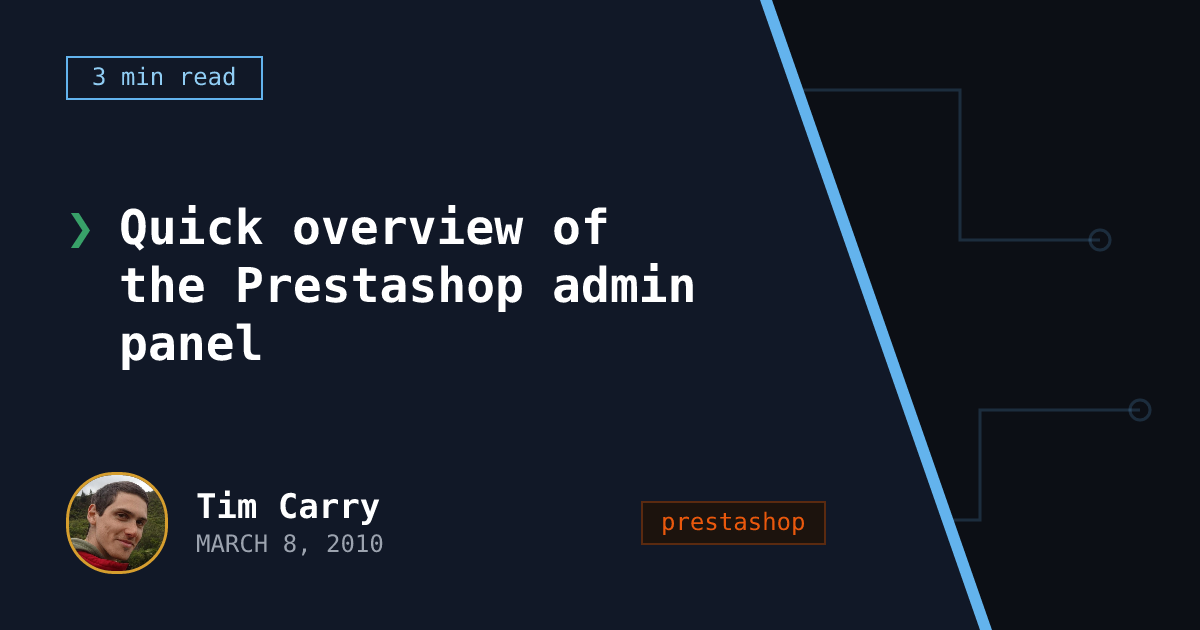 3 min read
❯ Quick overview of
the Prestashop admin
panel
Tim Carry
MARCH 8, 2010
prestashop